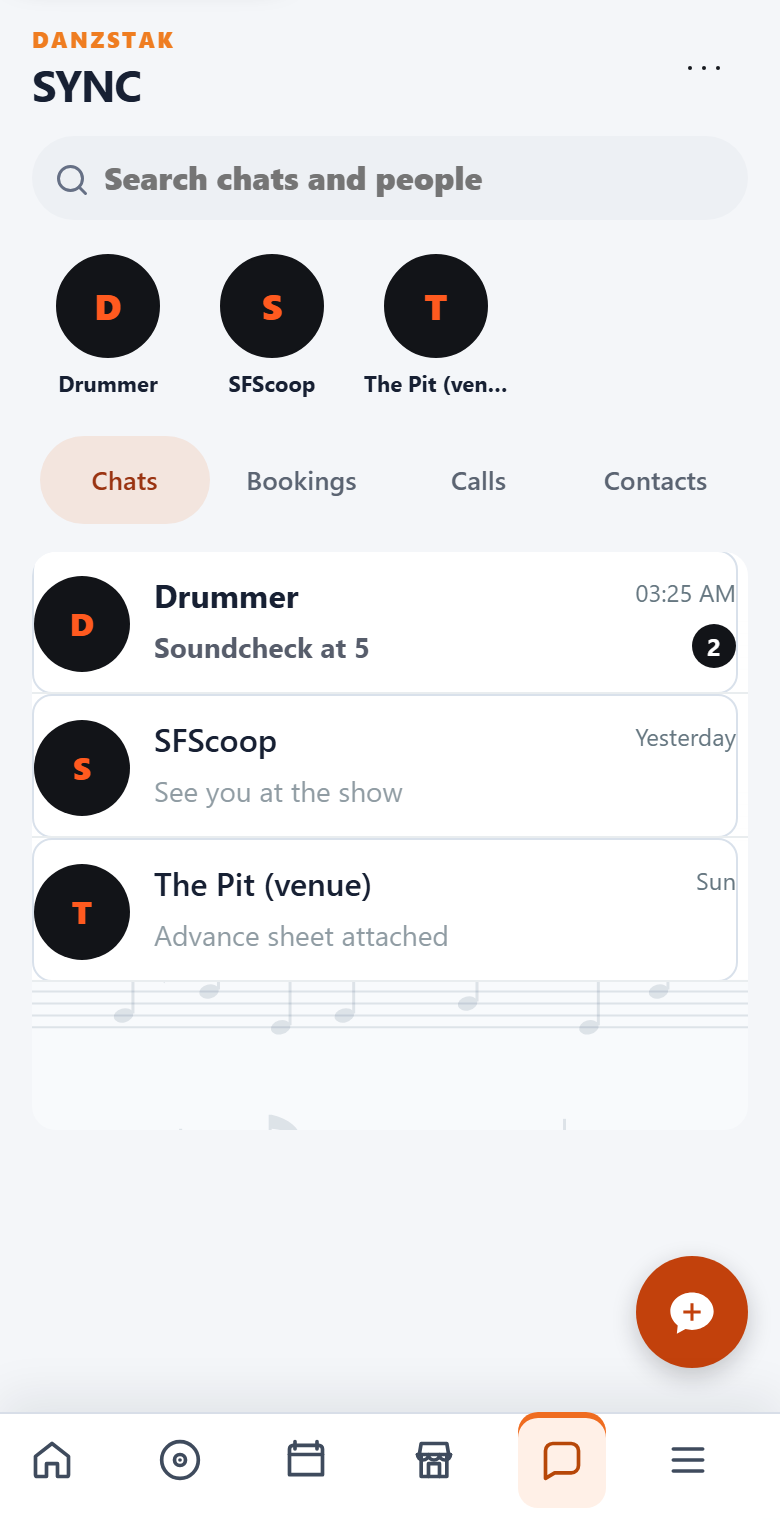 DANZSTAK
SYNC
...
Search chats and people
D
S
T
Drummer
SFScoop
The Pit (ven...
Chats
Bookings
Calls
Contacts
D
Drummer
03:25 AM
Soundcheck at 5
2
S
SFScoop
Yesterday
See you at the show
T
The Pit (venue)
Sun
Advance sheet attached